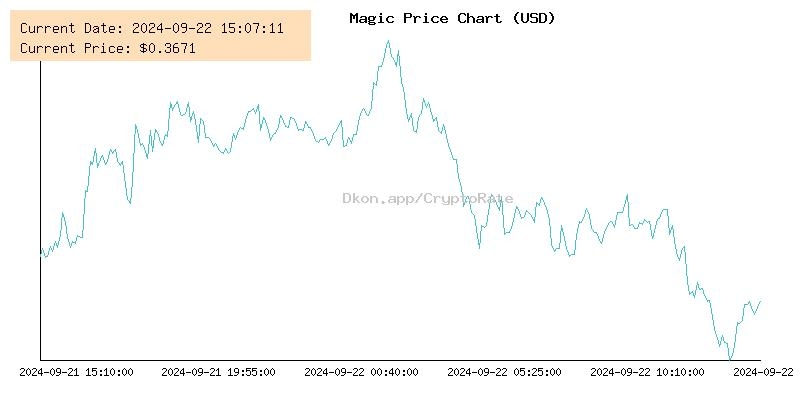 Magic Price Chart (USD)
Current Date: 2024-09-22 15:07:11
Current Price: $0.3671
Dkon.app/CryptoRate
2024-09-21 15:10:00
2024-09-21 19:55:00
2024-09-22 00:40:00
2024-09-22 05:25:00
2024-09-22 10:10:00
2024-09-22